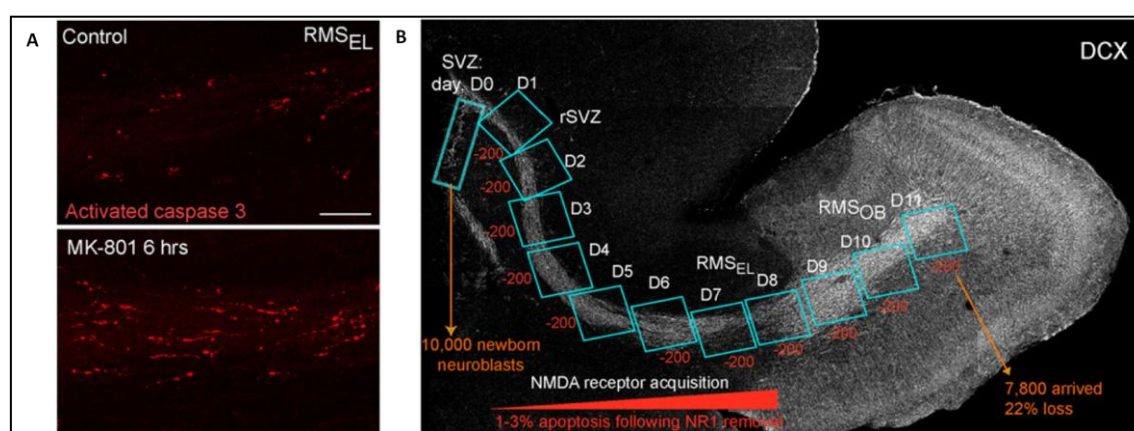 A
Control
RMSEL
Activated caspase 3
MK-801 6 hrs
B
DCX
SVZ:
day, D0
D1
rSVZ
-200
D2
-200
D3
-200
D4
-200
D5
-200
D6
-200
RMSEL
D7
-200
D8
-200
D9
-200
D10
-200
RMSOB
D11
-200
10,000 newborn
neuroblasts
NMDA receptor acquisition
1-3% apoptosis following NR1 removal
7,800 arrived
22% loss